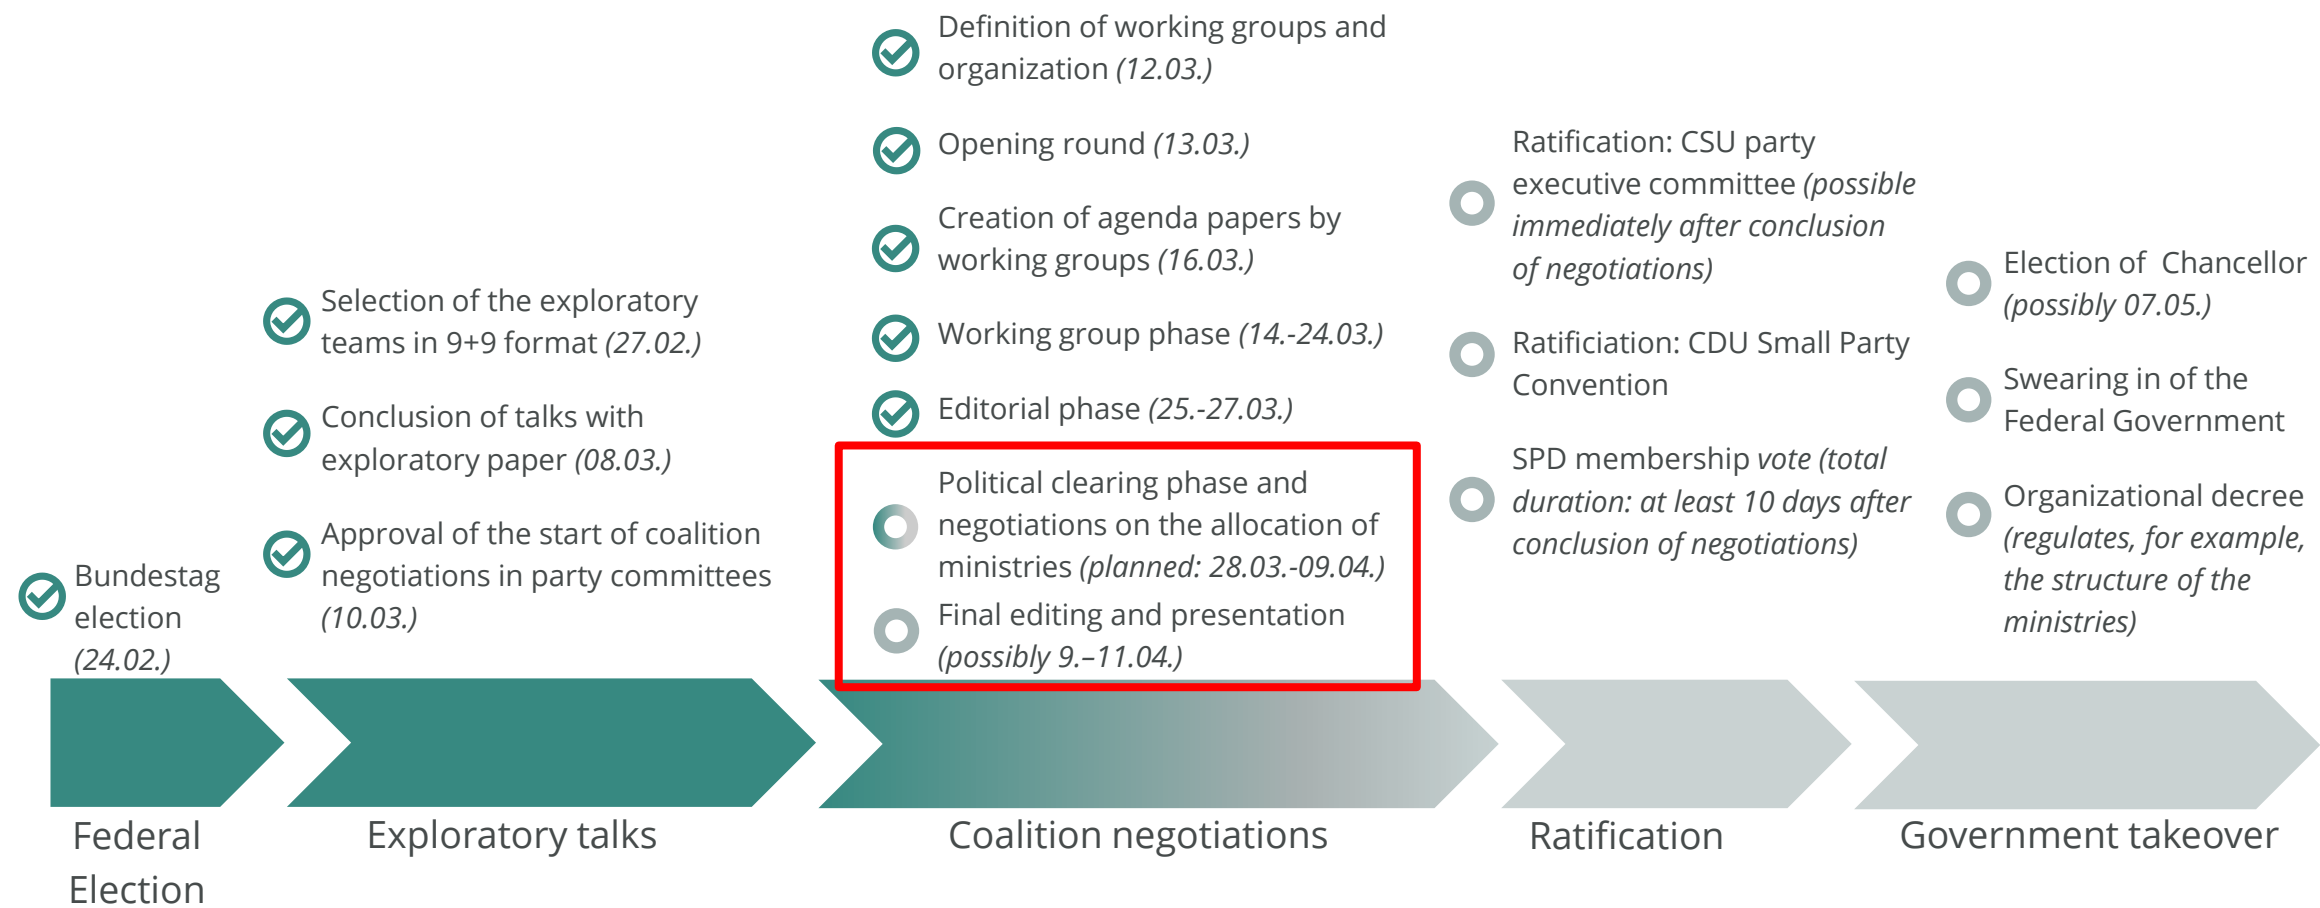 Bundestag
election
(24.02.)
Selection of the exploratory
teams in 9+9 format (27.02.)
Conclusion of talks with
exploratory paper (08.03.)
Approval of the start of coalition
negotiations in party committees
(10.03.)
Definition of working groups and
organization (12.03.)
Opening round (13.03.)
Creation of agenda papers by
working groups (16.03.)
Working group phase (14.-24.03.)
Editorial phase (25.-27.03.)
Political clearing phase and
negotiations on the allocation of
ministries (planned: 28.03.-09.04.)
Final editing and presentation
(possibly 9.–11.04.)
Ratification: CSU party
executive committee (possible
immediately after conclusion
of negotiations)
Ratificiation: CDU Small Party
Convention
SPD membership vote (total
duration: at least 10 days after
conclusion of negotiations)
Election of  Chancellor
(possibly 07.05.)
Swearing in of the
Federal Government
Organizational decree
(regulates, for example,
the structure of the
ministries)
Federal
Election
Exploratory talks
Coalition negotiations
Ratification
Government takeover